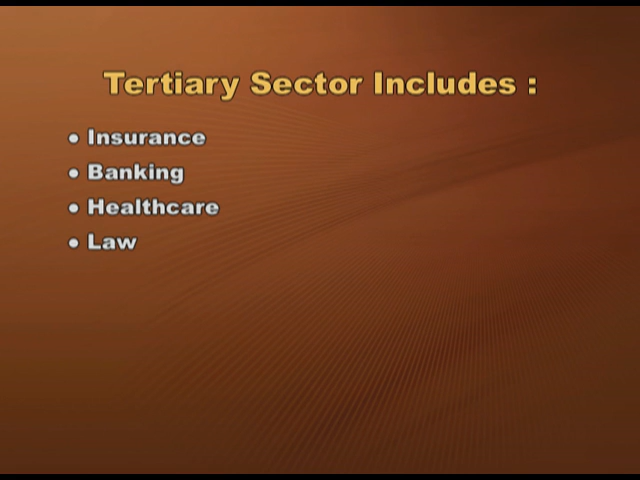 Tertiary Sector Includes :
• Insurance
• Banking
• Healthcare
• Law